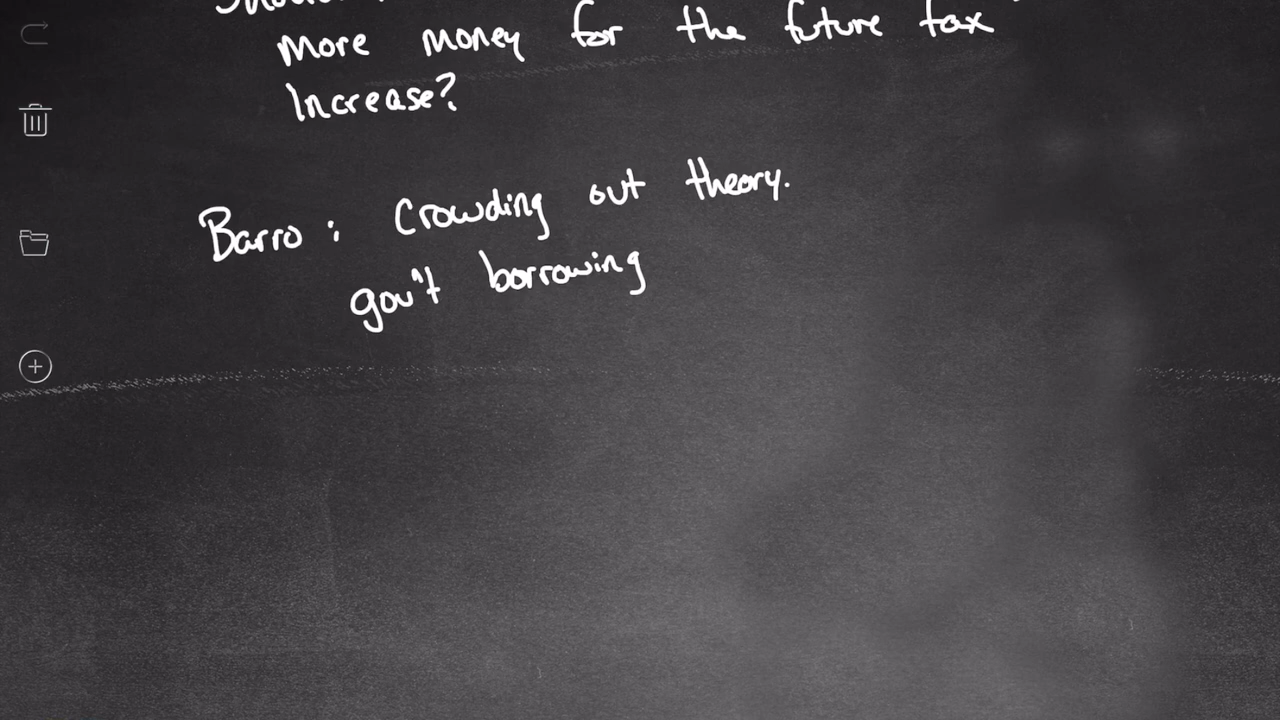 more money for the future tax
Increase?
Barro: Crowding out theory.
gov't borrowing